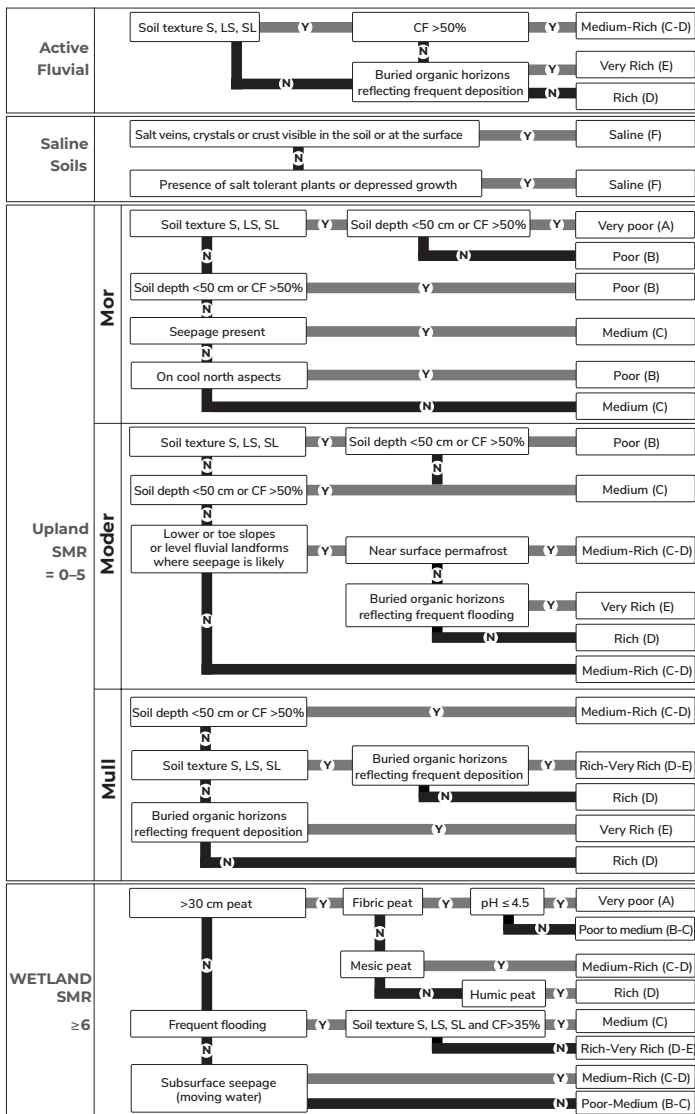 Active
Fluvial
Soil texture S, LS, SL
Y
CF >50%
Y
Medium-Rich (C-D)
N
N
Buried organic horizons
reflecting frequent deposition
Y
Very Rich (E)
N
Rich (D)
Saline
Soils
Salt veins, crystals or crust visible in the soil or at the surface
Y
Saline (F)
N
Presence of salt tolerant plants or depressed growth
Y
Saline (F)
Upland
SMR
= 0–5
Mor
Soil texture S, LS, SL
Y
Soil depth <50 cm or CF >50%
Y
Very poor (A)
N
N
Poor (B)
Soil depth <50 cm or CF >50%
Y
Poor (B)
N
Seepage present
Y
Medium (C)
N
On cool north aspects
Y
Poor (B)
N
Medium (C)
Moder
Soil texture S, LS, SL
Y
Soil depth <50 cm or CF >50%
Poor (B)
N
N
Soil depth <50 cm or CF >50%
Y
Medium (C)
N
Lower or toe slopes
or level fluvial landforms
where seepage is likely
Y
Near surface permafrost
Y
Medium-Rich (C-D)
N
Buried organic horizons
reflecting frequent flooding
Y
Very Rich (E)
N
N
Rich (D)
Medium-Rich (C-D)
Mull
Soil depth <50 cm or CF >50%
Y
Medium-Rich (C-D)
N
Soil texture S, LS, SL
Y
Buried organic horizons
reflecting frequent deposition
Y
Rich-Very Rich (D-E)
N
N
Rich (D)
Buried organic horizons
reflecting frequent deposition
Y
Very Rich (E)
N
Rich (D)
WETLAND
SMR
≥6
>30 cm peat
Y
Fibric peat
Y
pH ≤ 4.5
Y
Very poor (A)
N
N
Poor to medium (B-C)
Mesic peat
Y
Medium-Rich (C-D)
N
N
Humic peat
Y
Rich (D)
Frequent flooding
Y
Soil texture S, LS, SL and CF>35%
Y
Medium (C)
N
N
Rich-Very Rich (D-E)
Subsurface seepage
(moving water)
Y
Medium-Rich (C-D)
N
Poor-Medium (B-C)